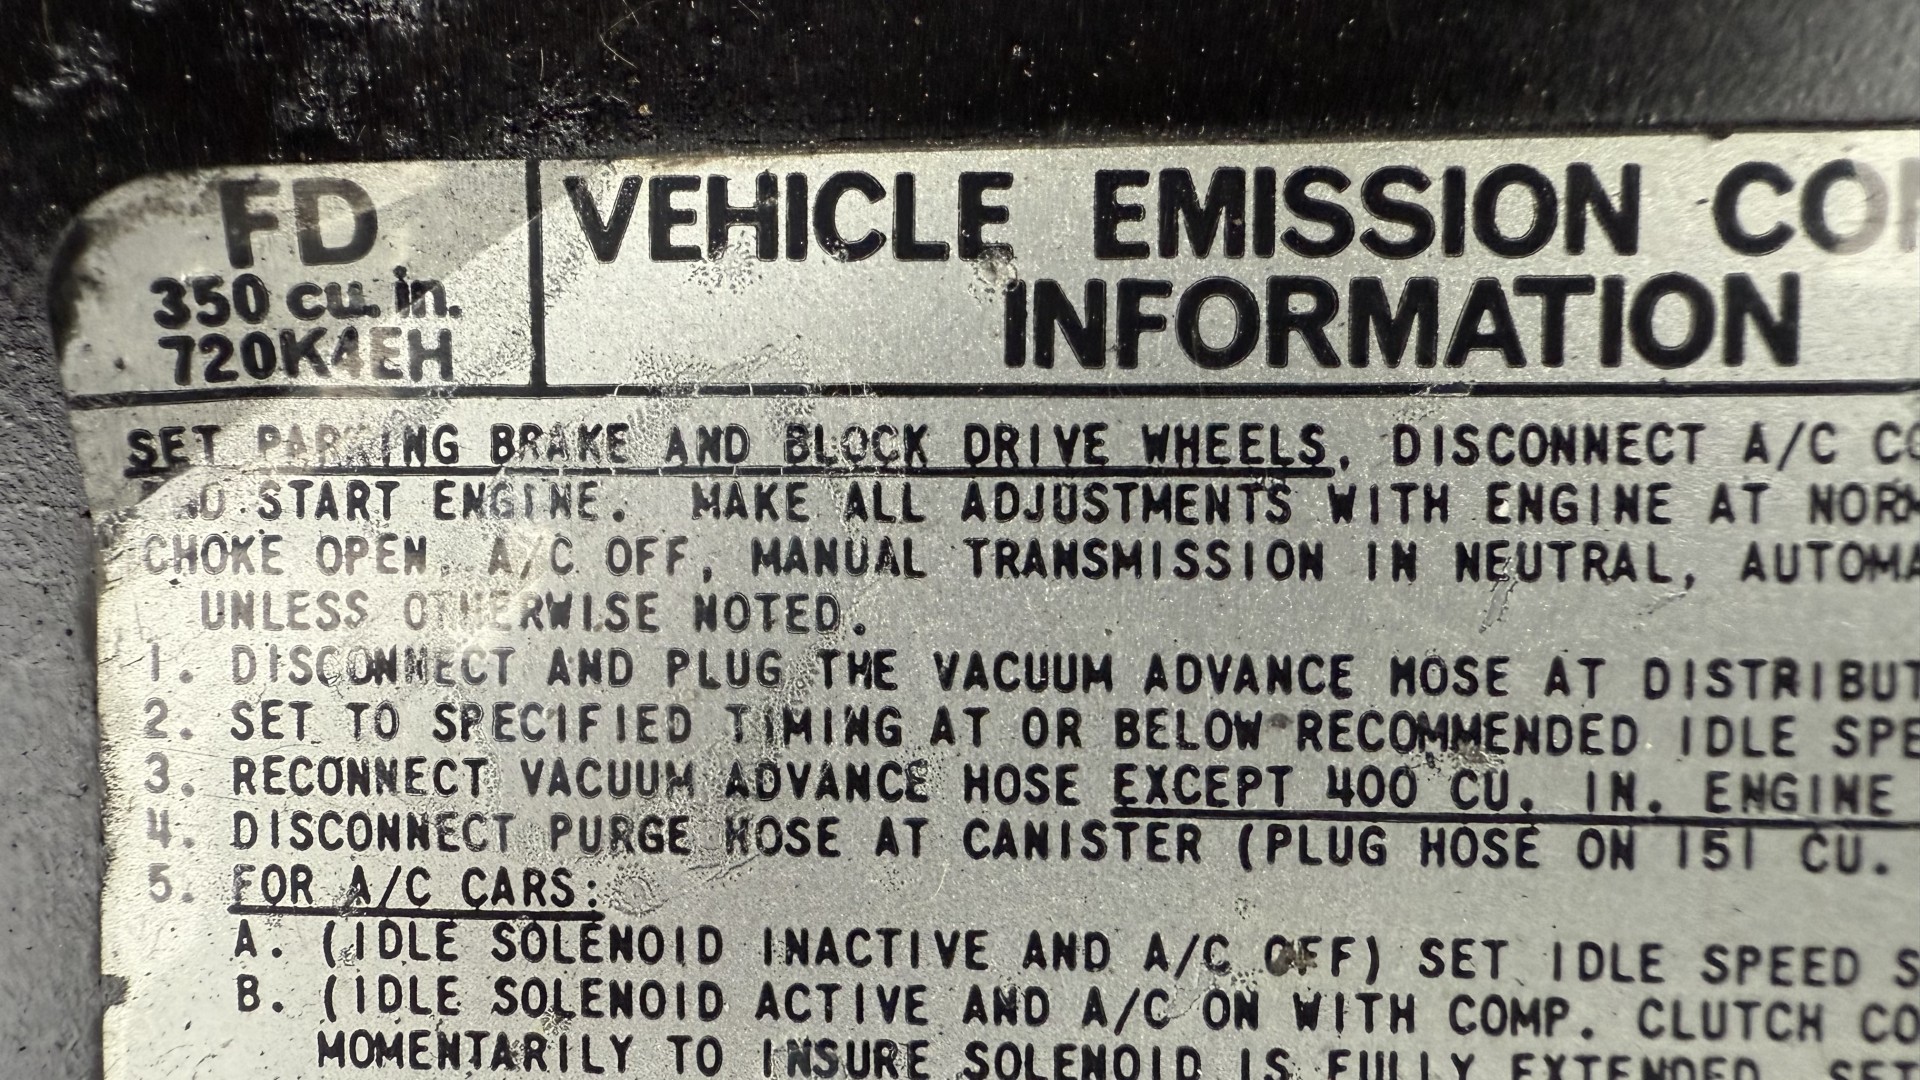 FD
350 cu. in.
720K4EH
VEHICLE EMISSION CON
INFORMATION
SET PARKING BRAKE AND BLOCK DRIVE WHEELS. DISCONNECT A/C CO
AND START ENGINE. MAKE ALL ADJUSTMENTS WITH ENGINE AT NORM
CHOKE OPEN, A/C OFF, MANUAL TRANSMISSION IN NEUTRAL, AUTOMA
UNLESS OTHERWISE NOTED.
1. DISCONNECT AND PLUG THE VACUUM ADVANCE HOSE AT DISTRIBUT
2. SET TO SPECIFIED TIMING AT OR BELOW RECOMMENDED IDLE SPE
3. RECONNECT VACUUM ADVANCE HOSE EXCEPT 400 CU. IN. ENGINE
4. DISCONNECT PURGE HOSE AT CANISTER (PLUG HOSE ON 151 CU.
5. FOR A/C CARS:
A. (IDLE SOLENOID INACTIVE AND A/C OFF) SET IDLE SPEED S
B. (IDLE SOLENOID ACTIVE AND A/C ON WITH COMP. CLUTCH CO
MOMENTARILY TO INSURE SOLENOID IS FULLY EXTENDED. SET